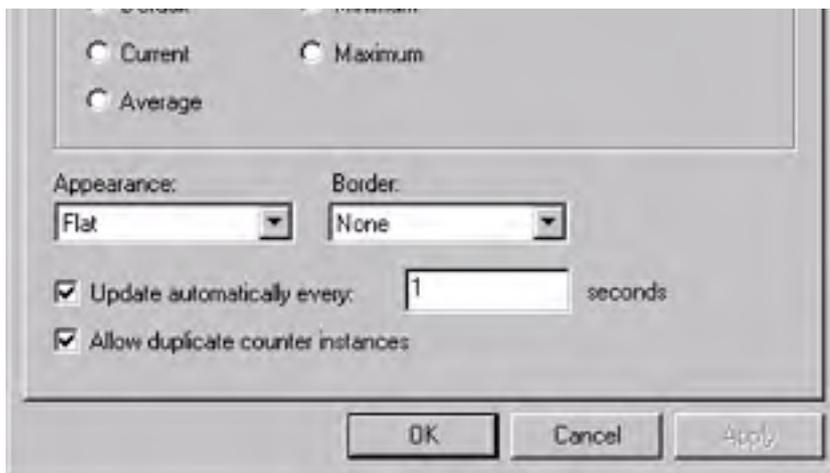 Current Maximum
Average
Appearance: Border:
Flat None
Update automatically every: 1 seconds
Allow duplicate counter instances
OK Cancel Apply